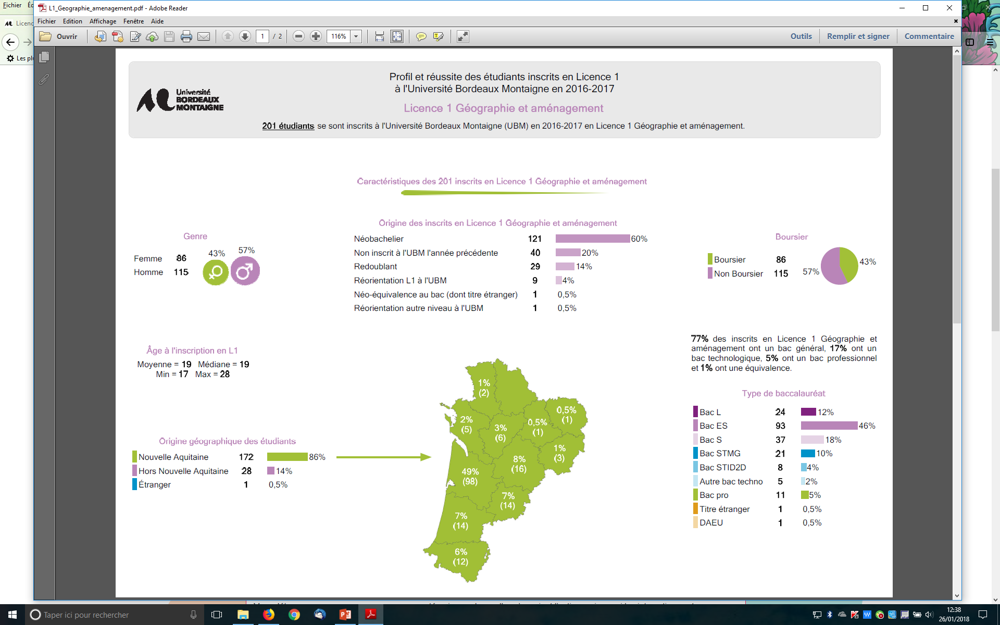 Fichier
L1_Geographie_amenagement.pdf - Adobe Reader
Fichier Edition Affichage Fenêtre Aide
Licenc
Ouvrir
1 / 2
116%
Outils
Remplir et signer
Commentaire
Les pl
Université
BORDEAUX
MONTAIGNE
Profil et réussite des étudiants inscrits en Licence 1
à l'Université Bordeaux Montaigne en 2016-2017
Licence 1 Géographie et aménagement
201 étudiants se sont inscrits à l'Université Bordeaux Montaigne (UBM) en 2016-2017 en Licence 1 Géographie et aménagement.
Caractéristiques des 201 inscrits en Licence 1 Géographie et aménagement
Genre
43% 57%
Femme 86
Homme 115
Origine des inscrits en Licence 1 Géographie et aménagement
Néobachelier 121 60%
Non inscrit à l'UBM l'année précédente 40 20%
Redoublant 29 14%
Réorientation L1 à l'UBM 9 4%
Néo-équivalence au bac (dont titre étranger) 1 0,5%
Réorientation autre niveau à l'UBM 1 0,5%
Boursier
Boursier 86
Non Boursier 115
57% 43%
Âge à l'inscription en L1
Moyenne = 19 Médiane = 19
Min = 17 Max = 28
77% des inscrits en Licence 1 Géographie et
aménagement ont un bac général, 17% ont un
bac technologique, 5% ont un bac professionnel
et 1% ont une équivalence.
Origine géographique des étudiants
Nouvelle Aquitaine 172 86%
Hors Nouvelle Aquitaine 28 14%
Étranger 1 0,5%
1%
(2)
2%
(5)
3%
(6)
0,5%
(1)
0,5%
(1)
1%
(3)
8%
(16)
49%
(98)
7%
(14)
7%
(14)
6%
(12)
Type de baccalauréat
Bac L 24 12%
Bac ES 93 46%
Bac S 37 18%
Bac STMG 21 10%
Bac STID2D 8 4%
Autre bac techno 5 2%
Bac pro 11 5%
Titre étranger 1 0,5%
DAEU 1 0,5%
Taper ici pour rechercher
12:38
26/01/2018